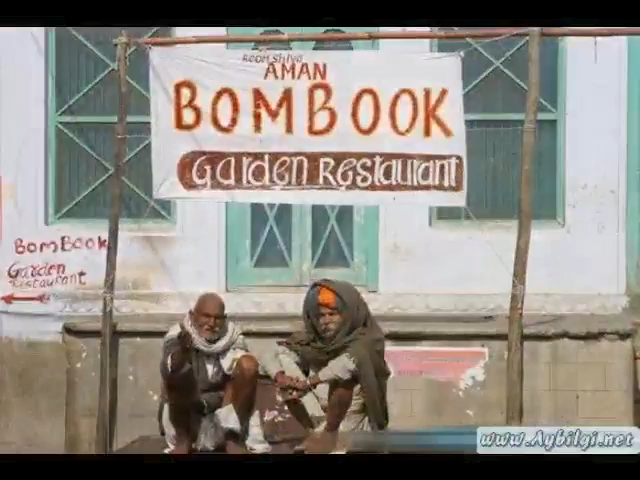 ROOM Shiva
AMAN
BOMBOOK
Garden Restaurant
BOMBOOK
Garden
Restaurant
www.Aybilgi.net